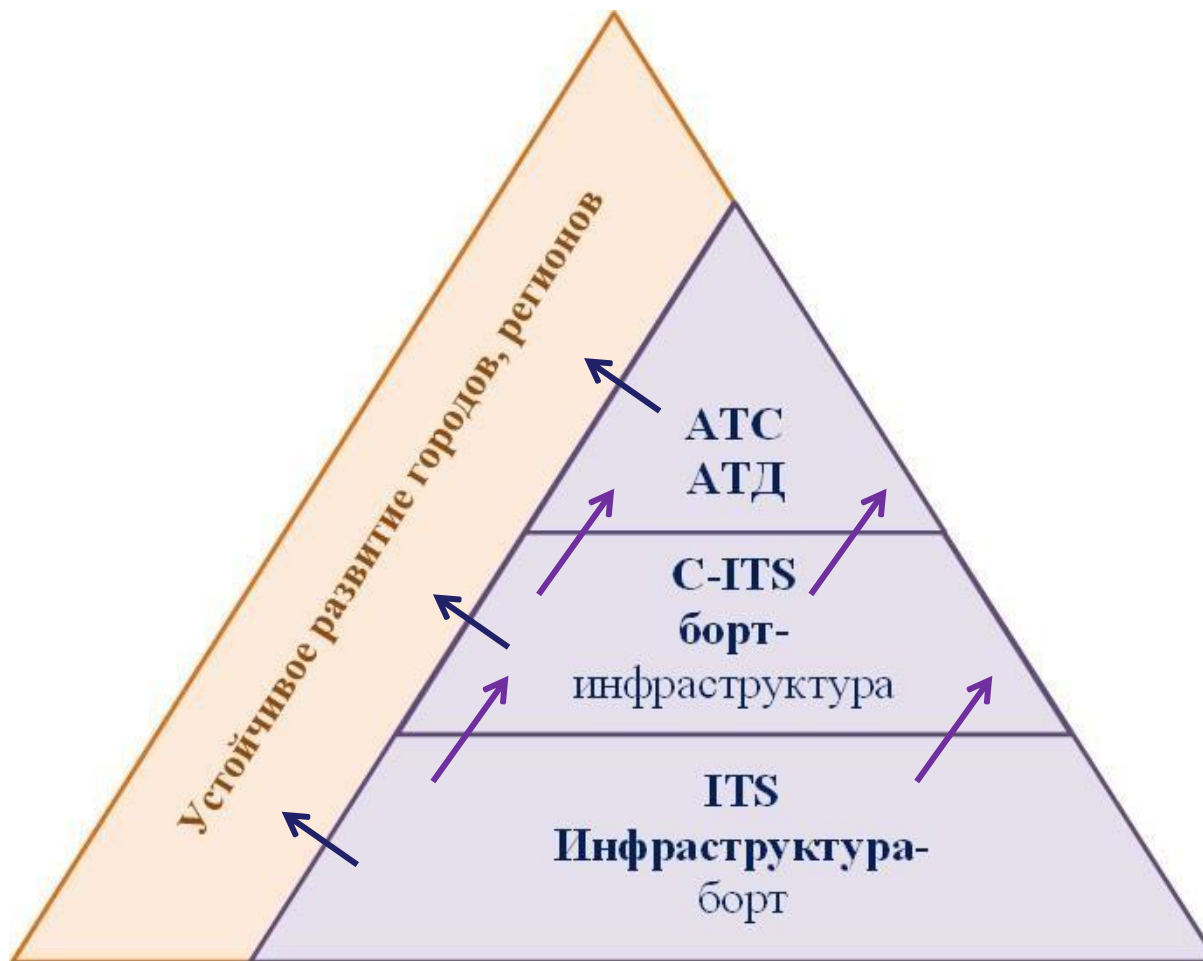 Устойчивое развитие городов, регионов
АТС
АТД
C-ITS
борт-
инфраструктура
ITS
Инфраструктура-
борт